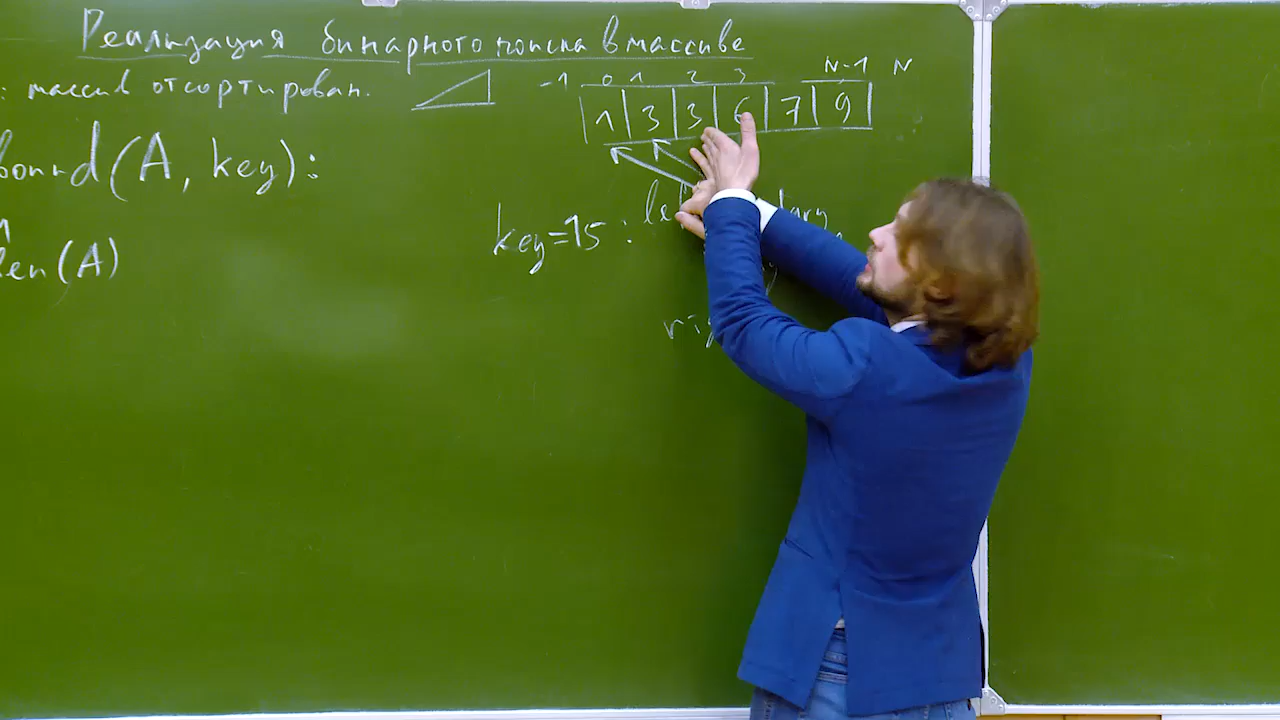 Реализация бинарного поиска в массиве
: массив отсортирован.
-1 0 1 2 3 N-1 N
1 3 3 6 7 9
bound(A, key):
len(A)
key=15: